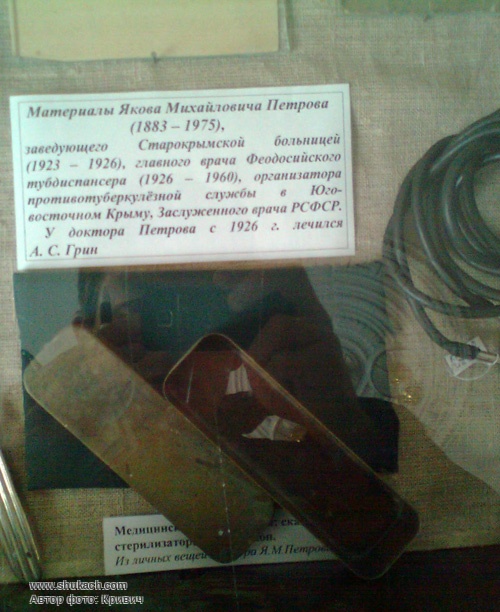 Материалы Якова Михайловича Петрова
(1883 – 1975),
заведующего Старокрымской больницей
(1923 – 1926), главного врача Феодосийского
тубдиспансера (1926 – 1960), организатора
противотуберкулёзной службы в Юго-
восточном Крыму, Заслуженного врача РСФСР.
У доктора Петрова с 1926 г. лечился
А. С. Грин
стерилизатор
Из личных вещей Я.М Петров
www.shukach.com
Автор фото: Кривич